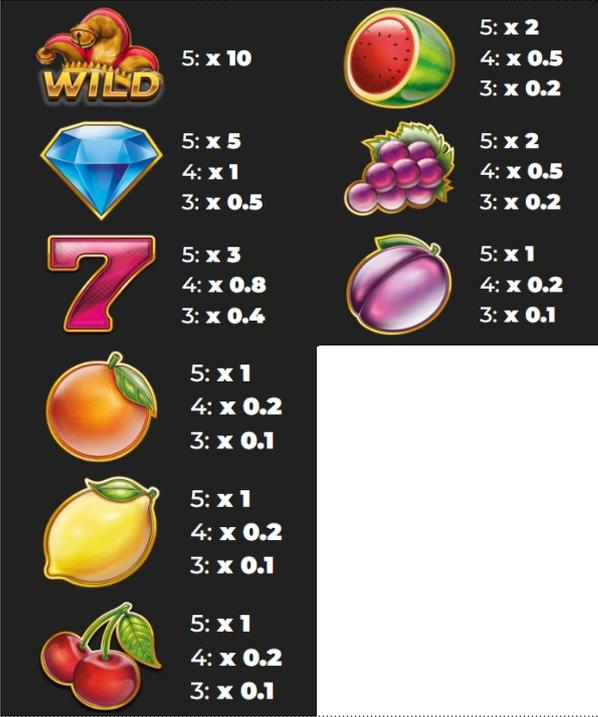 WILD
5: x 10
5: x 5
4: x 1
3: x 0.5
7
5: x 3
4: x 0.8
3: x 0.4
5: x 1
4: x 0.2
3: x 0.1
5: x 1
4: x 0.2
3: x 0.1
5: x 1
4: x 0.2
3: x 0.1
5: x 2
4: x 0.5
3: x 0.2
5: x 2
4: x 0.5
3: x 0.2
5: x 1
4: x 0.2
3: x 0.1